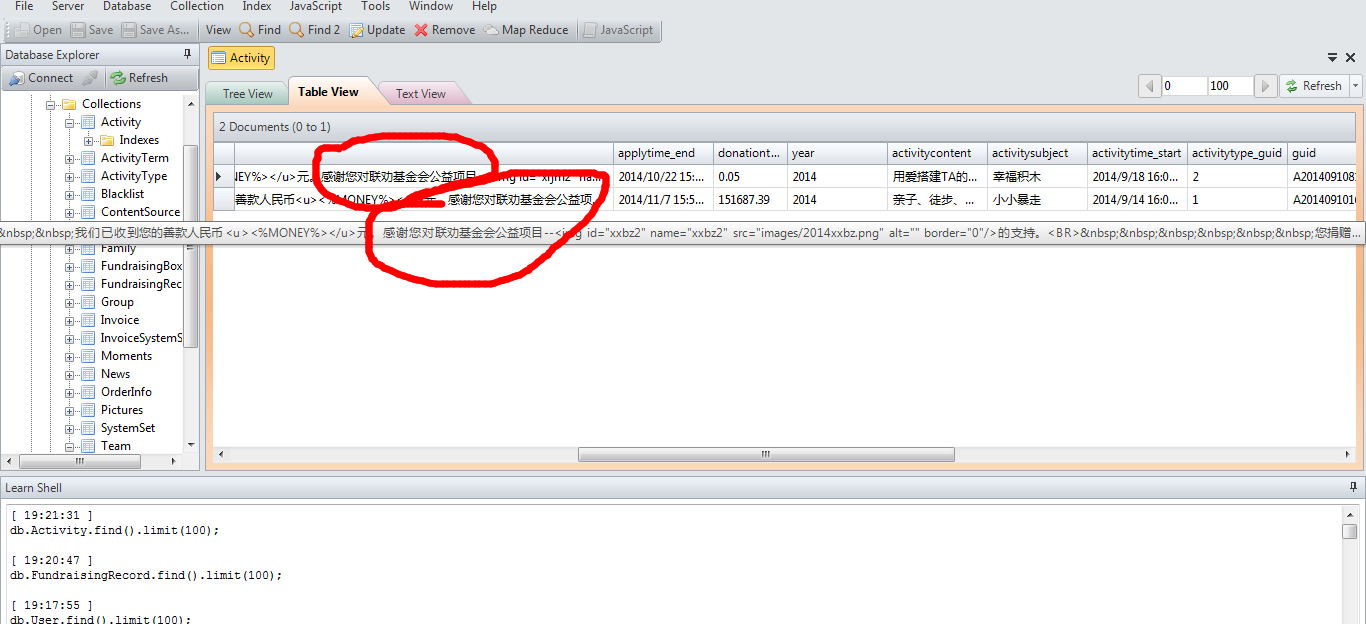 File Server Database Collection Index JavaScript Tools Window Help
Open Save Save As... View Find Find 2 Update Remove Map Reduce JavaScript
Database Explorer
Connect Refresh
Collections
Activity
Indexes
ActivityTerm
ActivityType
Blacklist
ContentSource
Family
FundraisingBox
FundraisingRec
Group
Invoice
InvoiceSystemS
Moments
News
OrderInfo
Pictures
SystemSet
Team
Activity
Tree View Table View Text View
0 100 Refresh
2 Documents (0 to 1)
applytime_end donationt... year activitycontent activitysubject activitytime_start activitytype_guid guid
NEY%></u>元。感谢您对联劝基金会公益项目 2014/10/22 15:... 0.05 2014 用爱搭建TA的... 幸福积木 2014/9/18 16:0... 2 A201409108
善款人民币<u><%MONEY%></u>元。感谢您对联劝基金会公益项... 2014/11/7 15:5... 151687.39 2014 亲子、徒步、... 小小暴走 2014/9/14 16:0... 1 A201409101
&nbsp;&nbsp;我们已收到您的善款人民币 <u> <%MONEY%></u>元。感谢您对联劝基金会公益项目--<img id="xxbz2" name="xxbz2" src="images/2014xxbz.png" alt="" border="0"/>的支持。<BR>&nbsp;&nbsp;&nbsp;&nbsp;&nbsp;&nbsp;您捐赠...
Learn Shell
[ 19:21:31 ]
db.Activity.find().limit(100);
[ 19:20:47 ]
db.FundraisingRecord.find().limit(100);
[ 19:17:55 ]
db.User.find().limit(100);